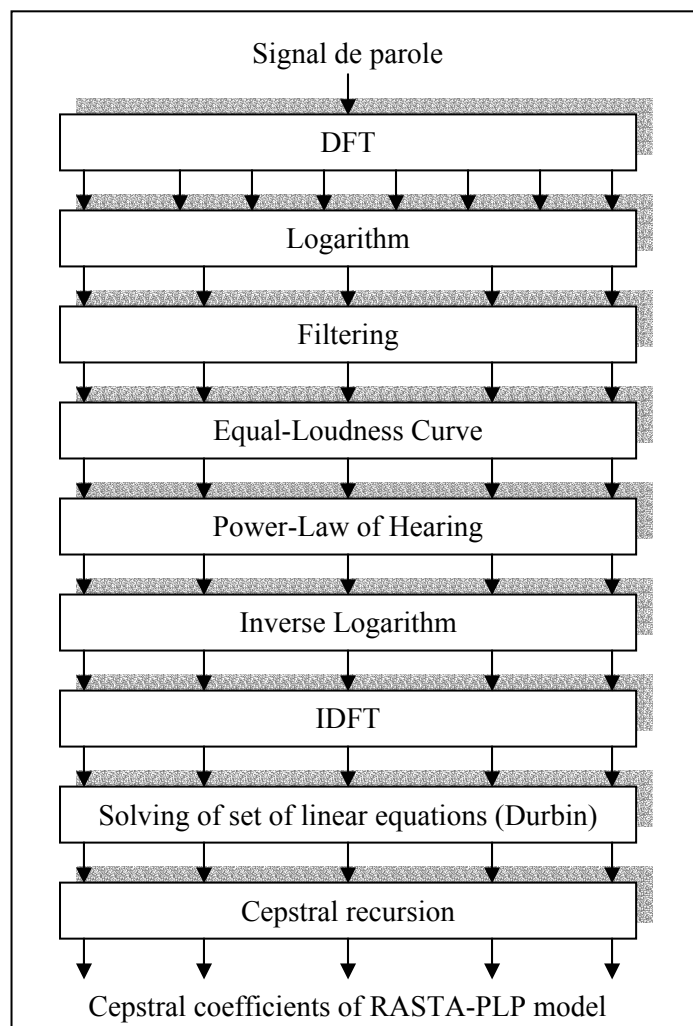 Signal de parole
DFT
Logarithm
Filtering
Equal-Loudness Curve
Power-Law of Hearing
Inverse Logarithm
IDFT
Solving of set of linear equations (Durbin)
Cepstral recursion
Cepstral coefficients of RASTA-PLP model